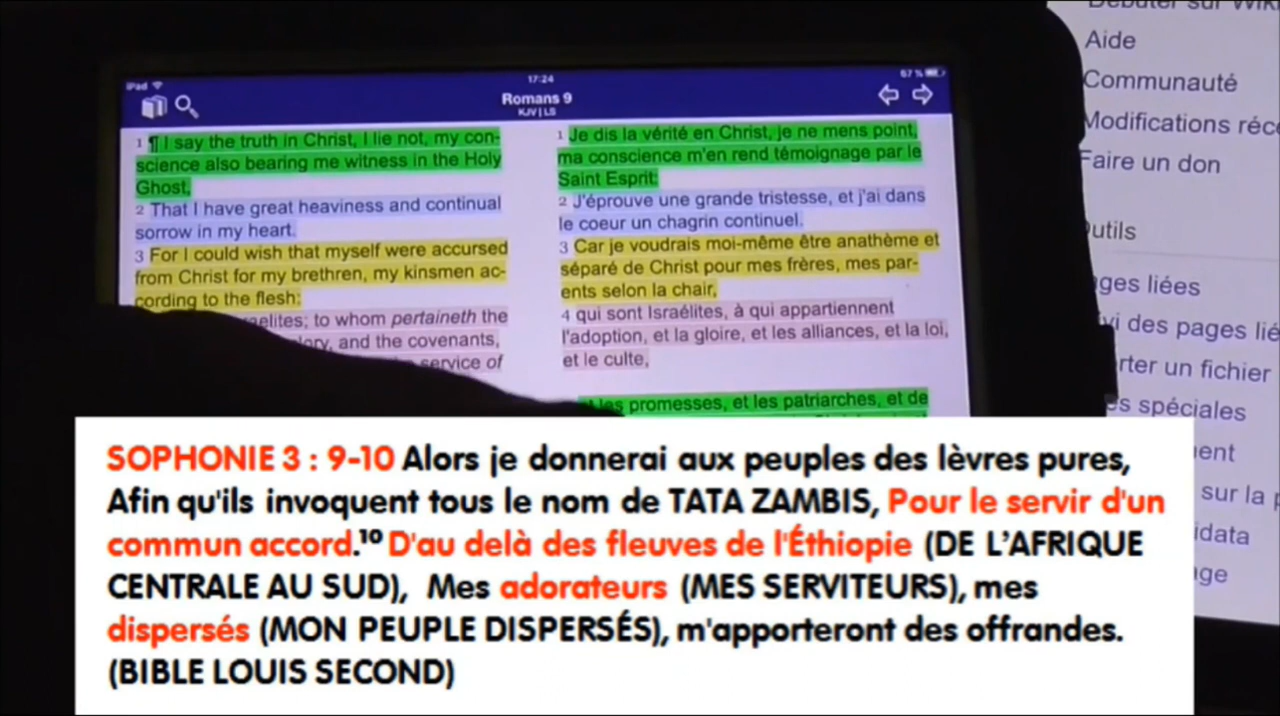 iPad
17:24
67 %
Romans 9
KJV | LS
1 ¶ I say the truth in Christ, I lie not, my con-
science also bearing me witness in the Holy
Ghost,
2 That I have great heaviness and continual
sorrow in my heart.
3 For I could wish that myself were accursed
from Christ for my brethren, my kinsmen ac-
cording to the flesh:
to whom pertaineth the
and the covenants,
service of
1 Je dis la vérité en Christ, je ne mens point,
ma conscience m'en rend témoignage par le
Saint Esprit:
2 J'éprouve une grande tristesse, et j'ai dans
le coeur un chagrin continuel.
3 Car je voudrais moi-même être anathème et
séparé de Christ pour mes frères, mes par-
ents selon la chair,
4 qui sont Israélites, à qui appartiennent
l'adoption, et la gloire, et les alliances, et la loi,
et le culte,
les promesses, et les patriarches, et de
Débuter sur Wiki
Aide
Communauté
Modifications réc
Faire un don
utils
ges liées
vi des pages lié
rter un fichier
es spéciales
ent
sur la p
idata
ge
SOPHONIE 3 : 9-10 Alors je donnerai aux peuples des lèvres pures,
Afin qu'ils invoquent tous le nom de TATA ZAMBIS, Pour le servir d'un
commun accord.¹⁰ D'au delà des fleuves de l'Éthiopie (DE L'AFRIQUE
CENTRALE AU SUD), Mes adorateurs (MES SERVITEURS), mes
dispersés (MON PEUPLE DISPERSÉS), m'apporteront des offrandes.
(BIBLE LOUIS SECOND)